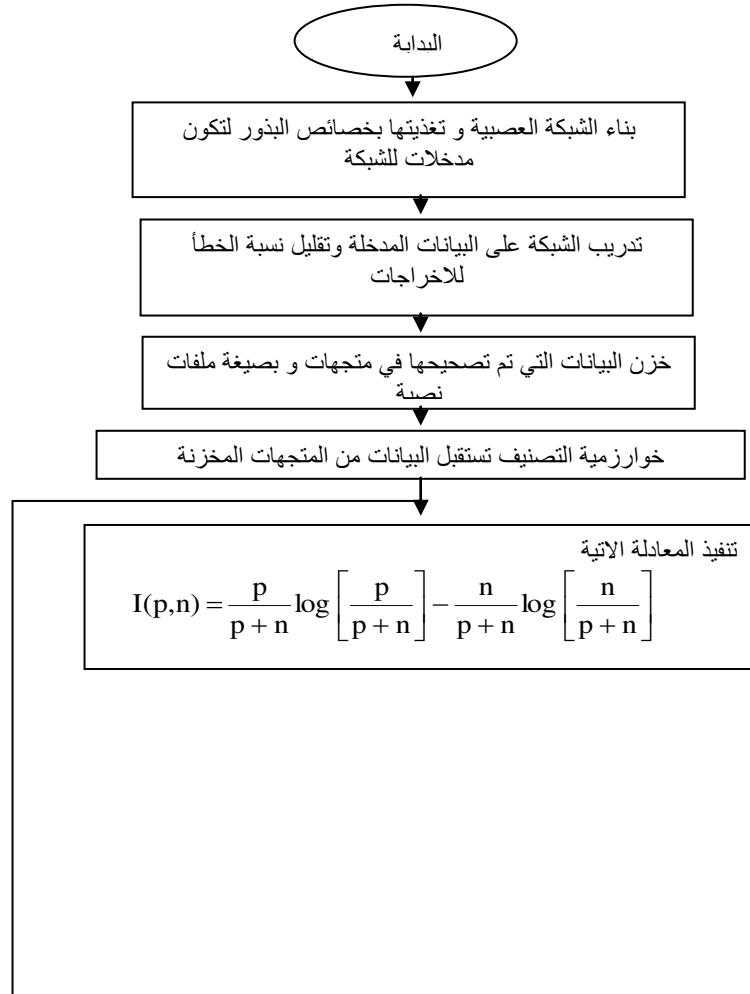 البداية
بناء الشبكة العصبية و تغذيتها بخصائص البذور لتكون
مدخلات للشبكة
تدريب الشبكة على البيانات المدخلة وتقليل نسبة الخطأ
للاخراجات
خزن البيانات التي تم تصحيحها في متجهات و بصيغة ملفات
نصية
خوارزمية التصنيف تستقبل البيانات من المتجهات المخزنة
تنفيذ المعادلة الاتية
I(p,n) = p/(p + n) log [p/(p + n)] − n/(p + n) log [n/(p + n)]